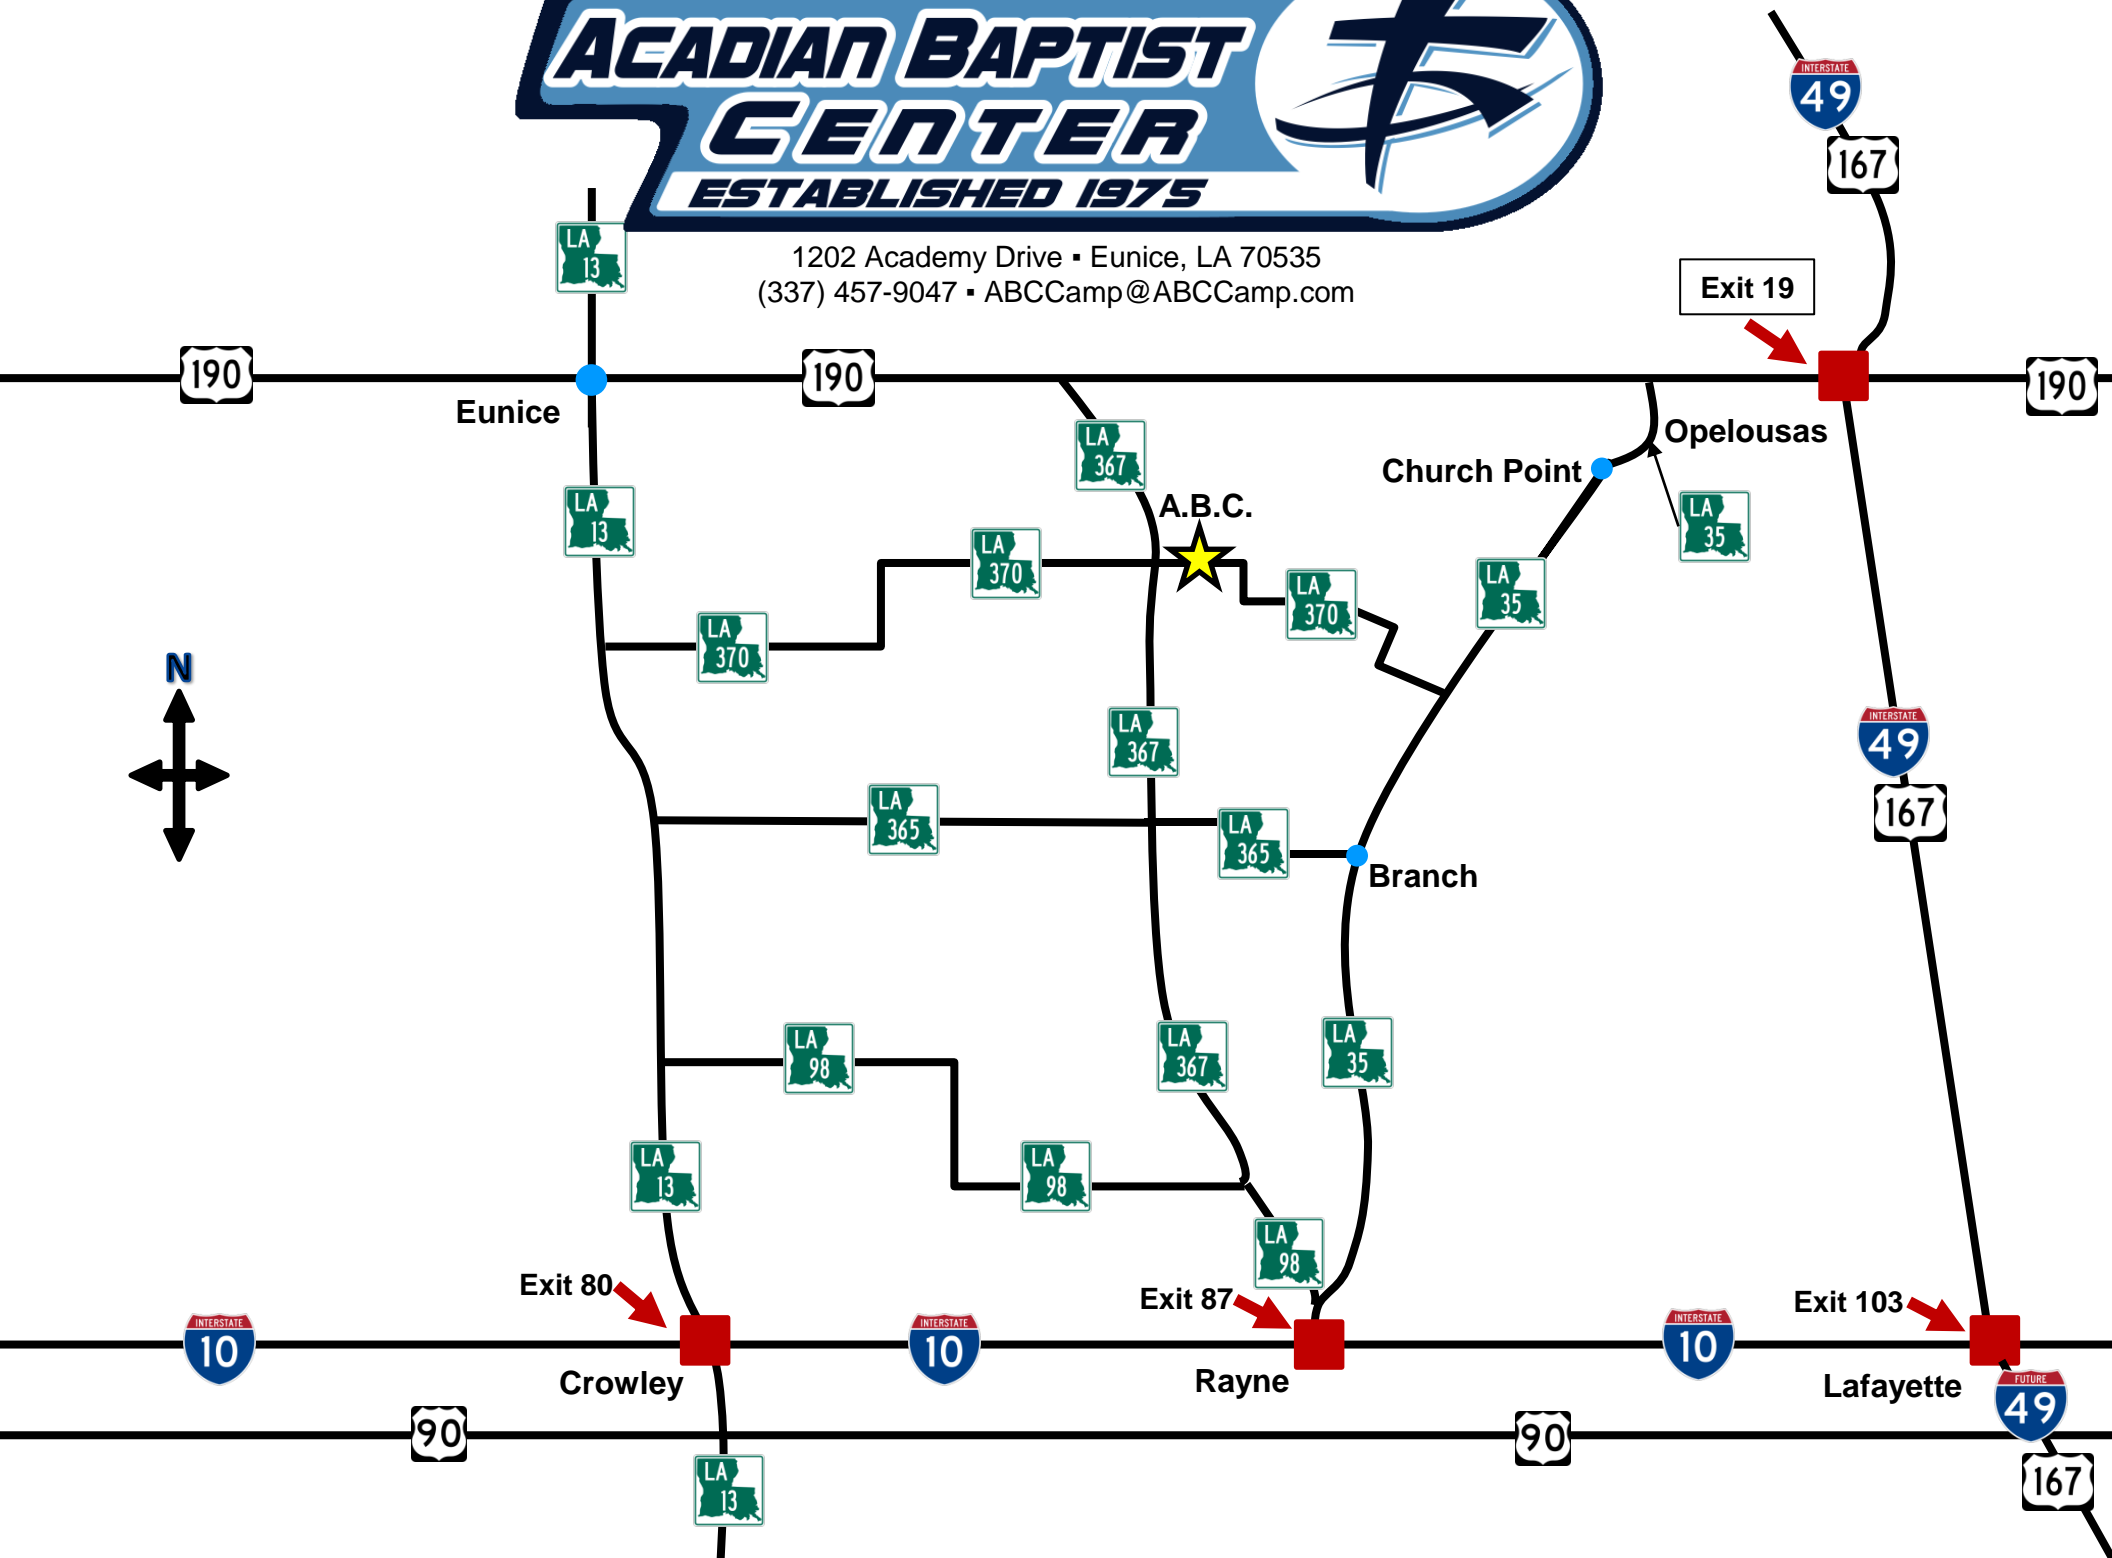 ACADIAN BAPTIST
CENTER
ESTABLISHED 1975
1202 Academy Drive ▪ Eunice, LA 70535
(337) 457-9047 ▪ ABCCamp@ABCCamp.com
INTERSTATE
49
167
LA
13
Exit 19
190
190
190
Eunice
Opelousas
LA
367
Church Point
A.B.C.
LA
13
LA
35
LA
370
LA
35
LA
370
LA
370
N
LA
367
INTERSTATE
49
167
LA
365
LA
365
Branch
LA
98
LA
367
LA
35
LA
13
LA
98
LA
98
Exit 80
Exit 87
Exit 103
INTERSTATE
10
INTERSTATE
10
INTERSTATE
10
Crowley
Rayne
Lafayette
FUTURE
49
90
90
LA
13
167